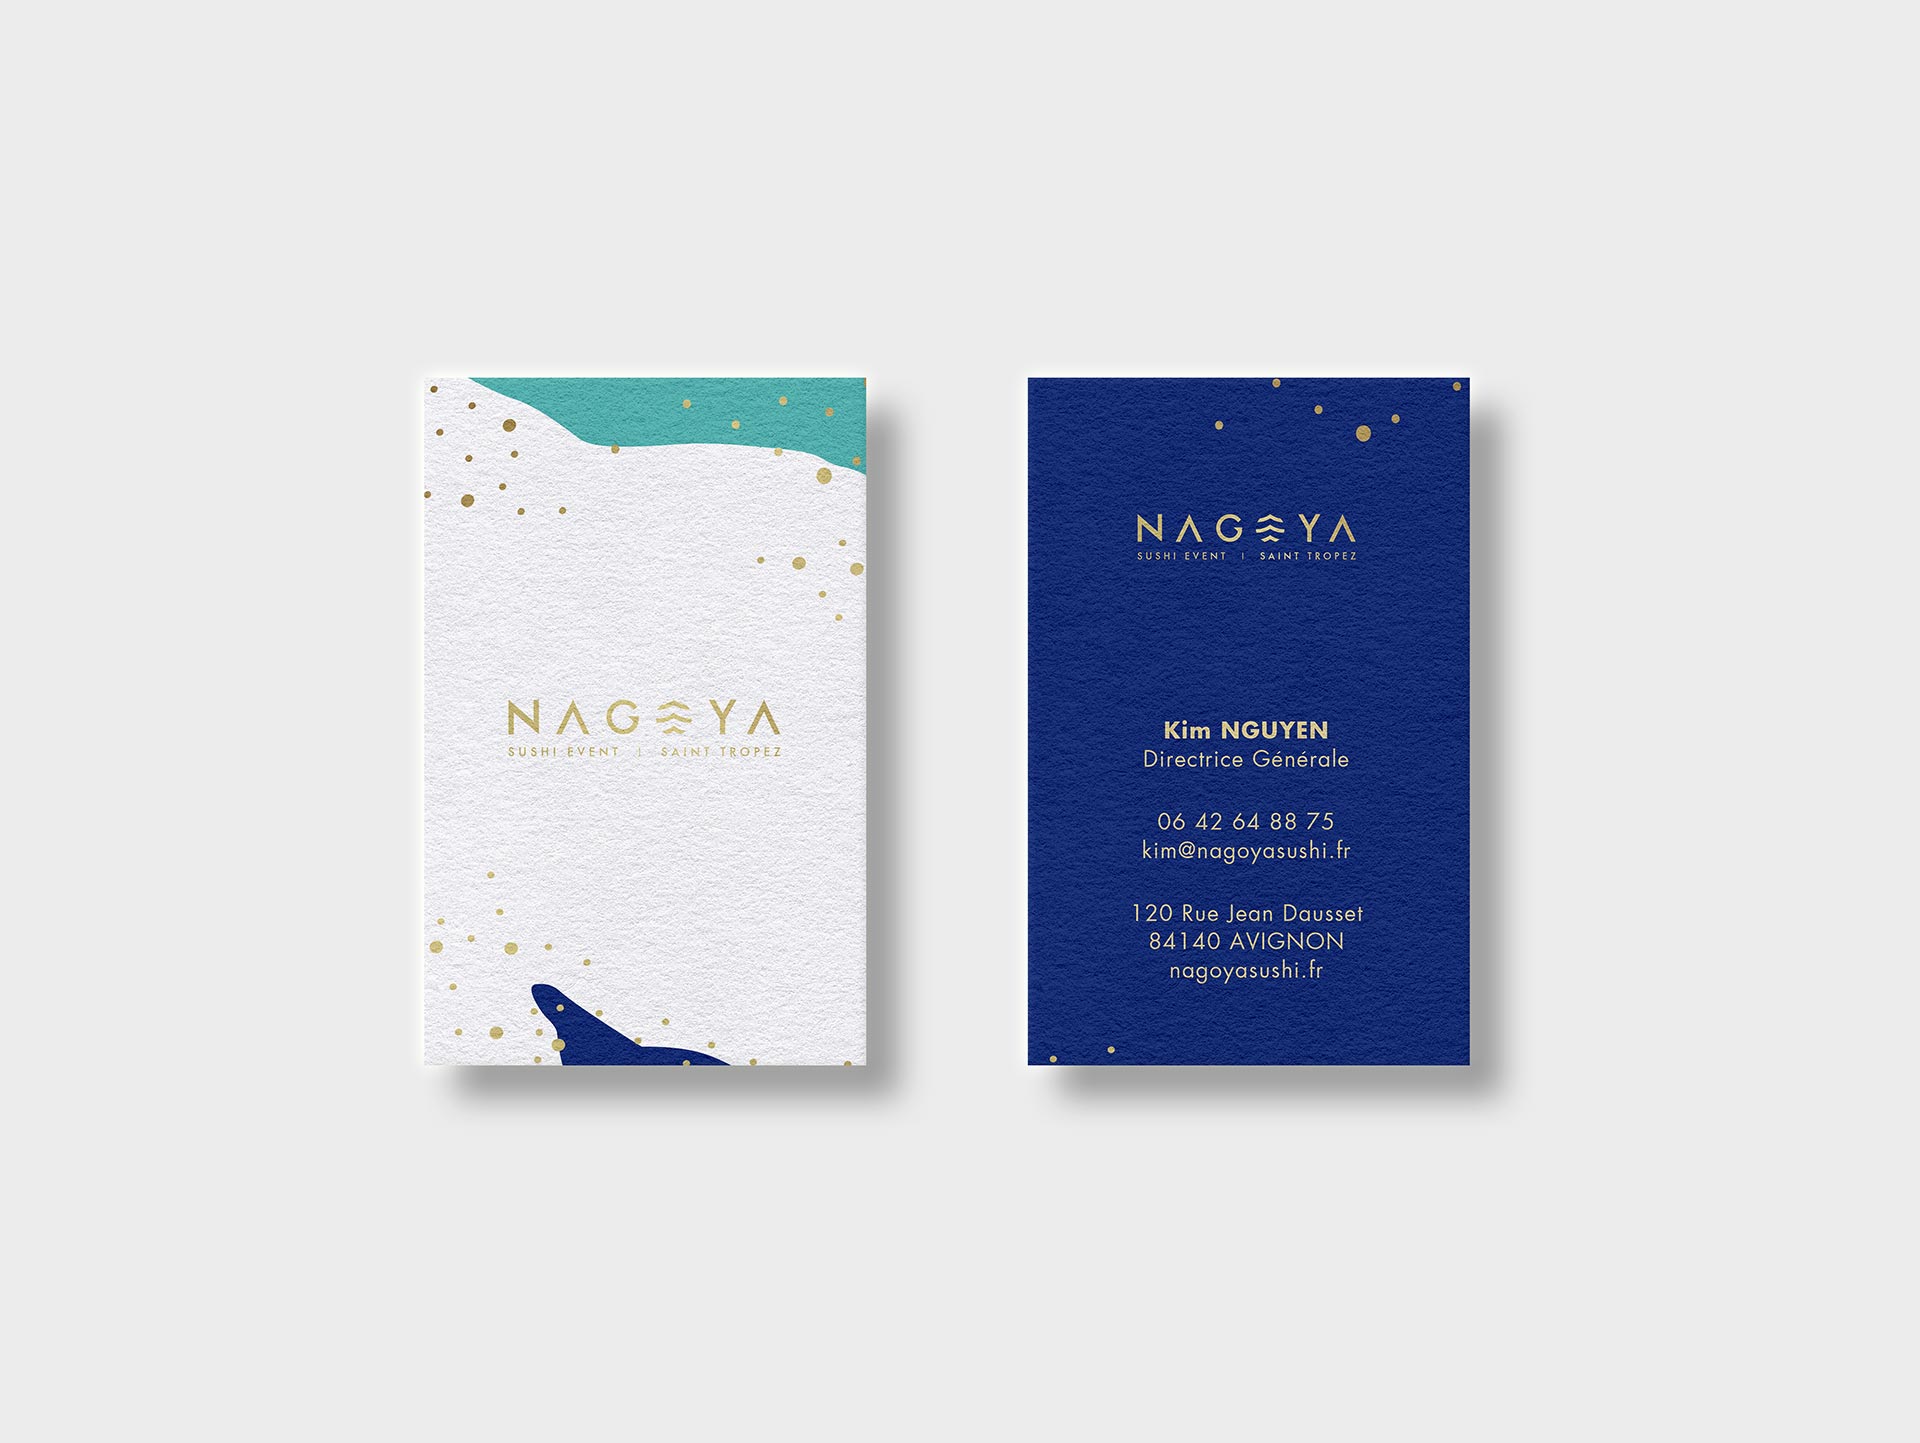 NAGOYA
SUSHI EVENT | SAINT TROPEZ
NAGOYA
SUSHI EVENT | SAINT TROPEZ
Kim NGUYEN
Directrice Générale
06 42 64 88 75
kim@nagoyasushi.fr
120 Rue Jean Dausset
84140 AVIGNON
nagoyasushi.fr